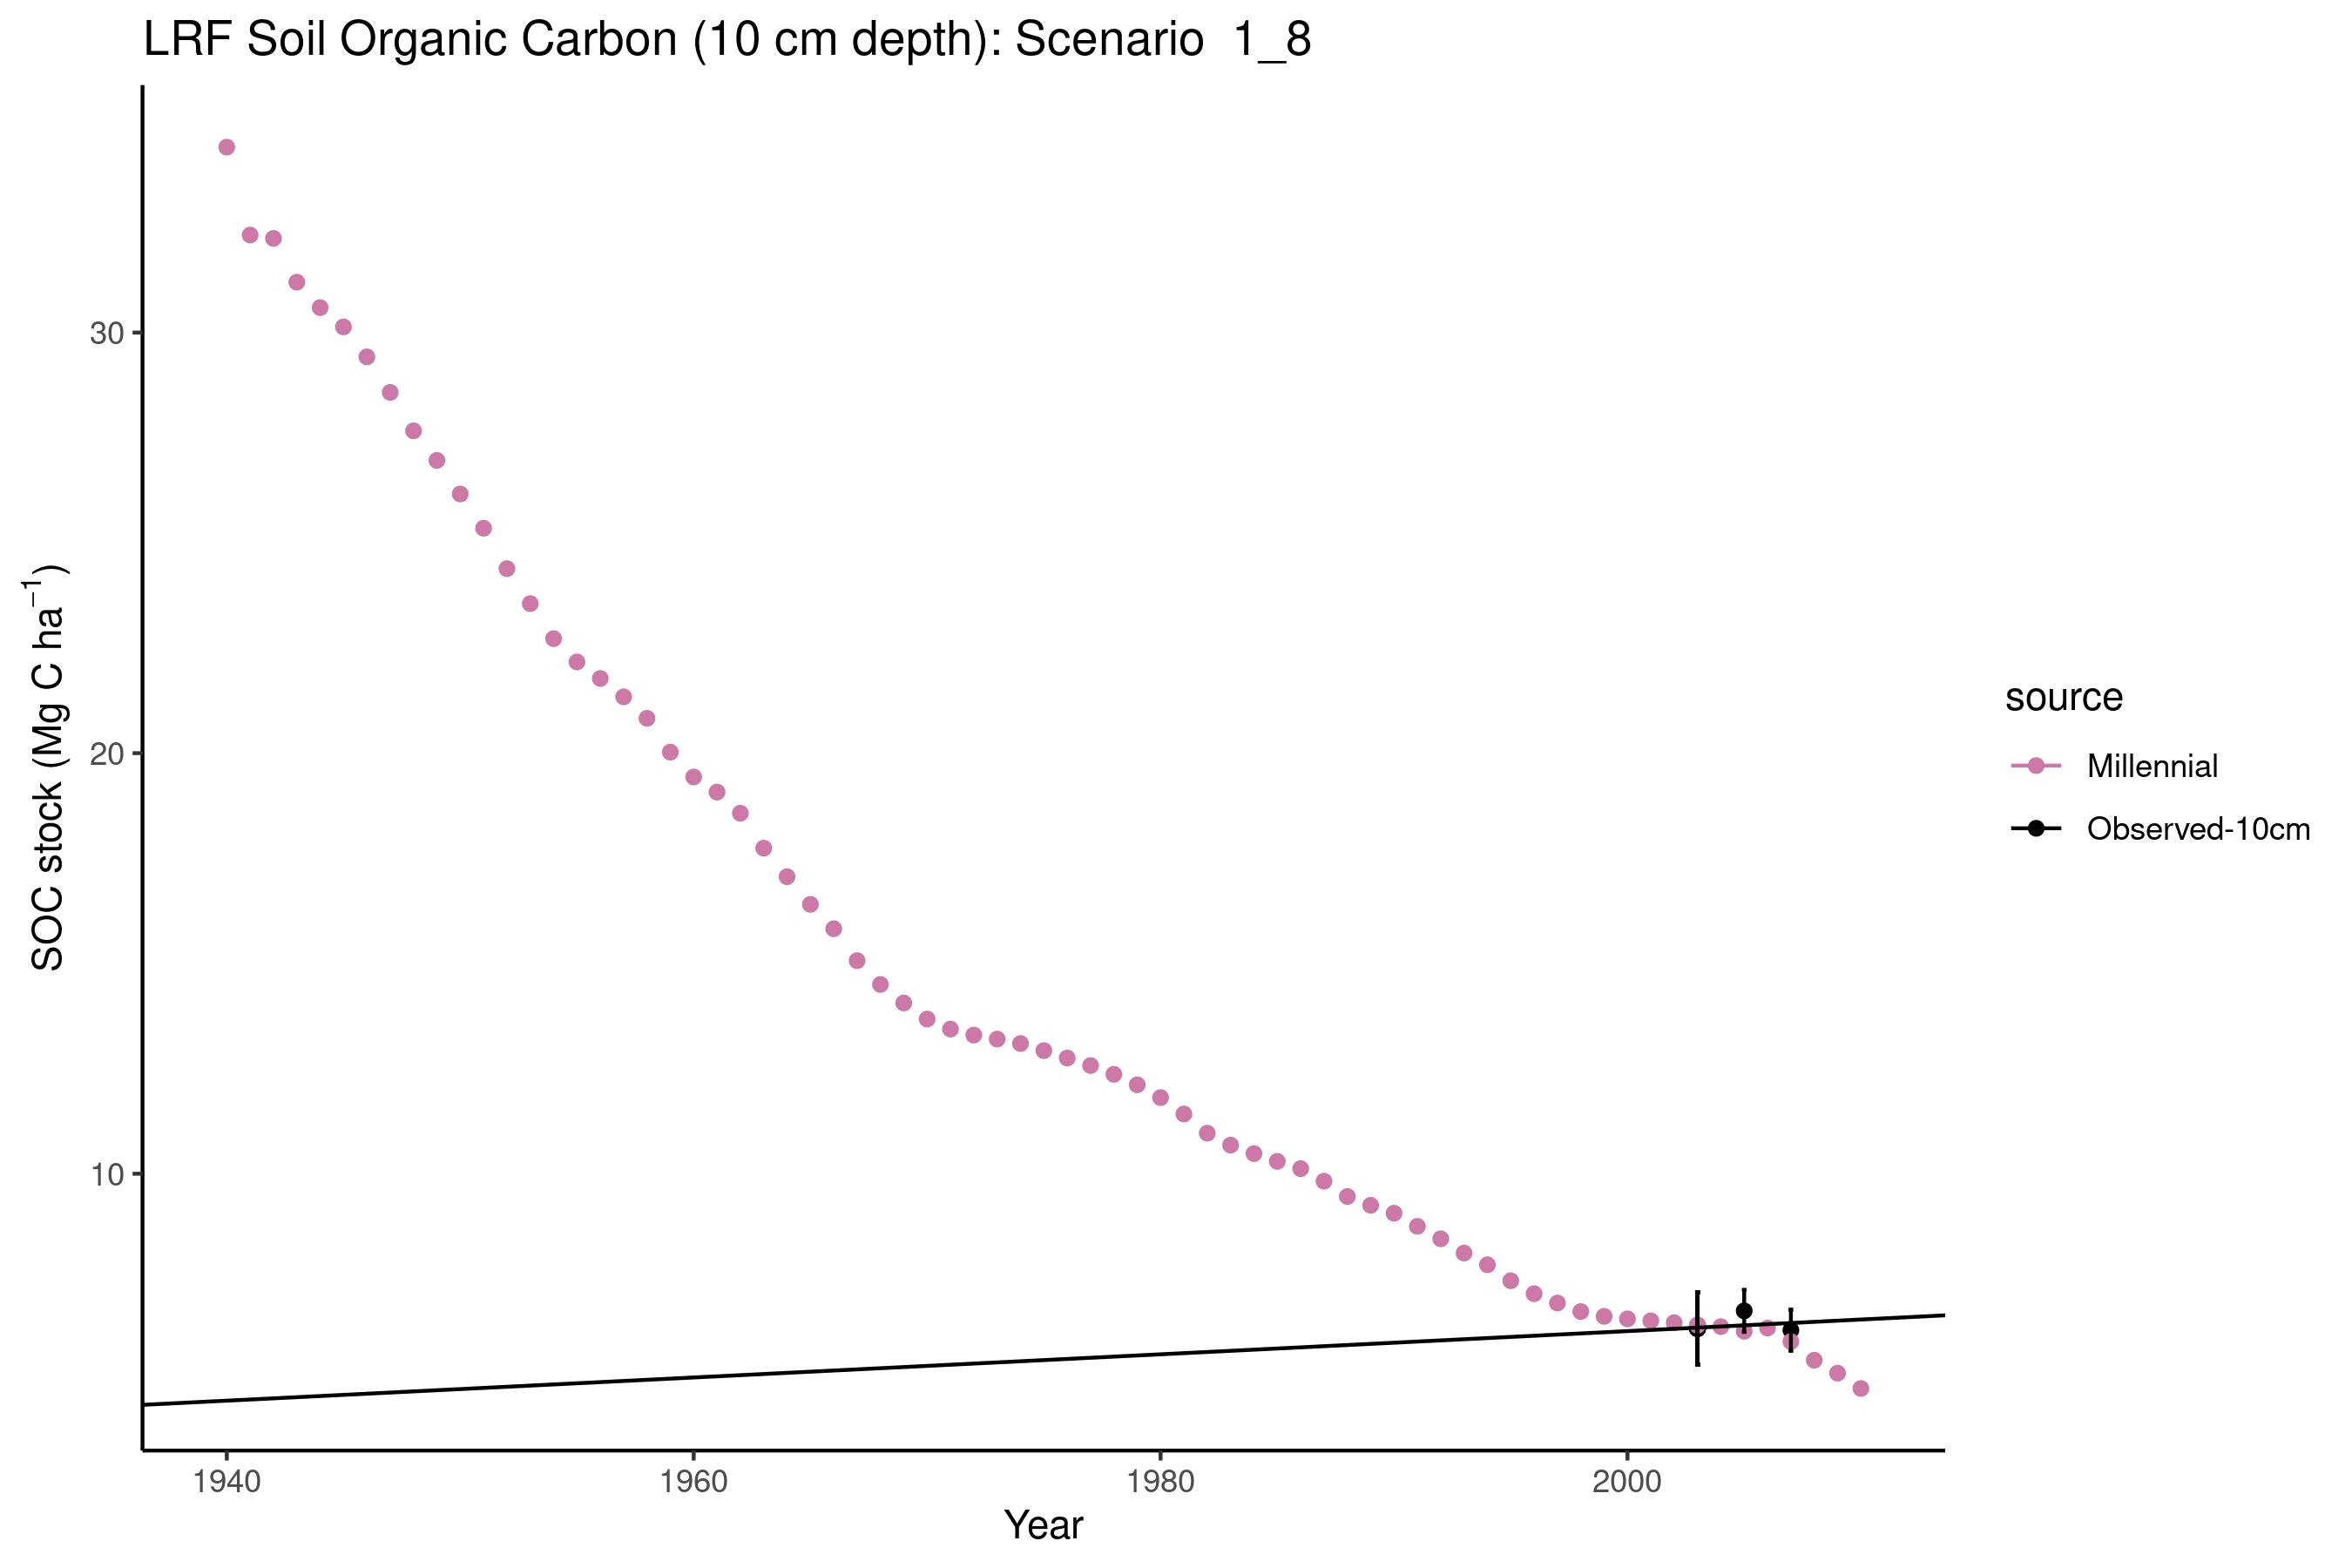 LRF Soil Organic Carbon (10 cm depth): Scenario  1_8
SOC stock (Mg C ha−1)
30
20
10
1940
1960
1980
2000
Year
source
Millennial
Observed-10cm